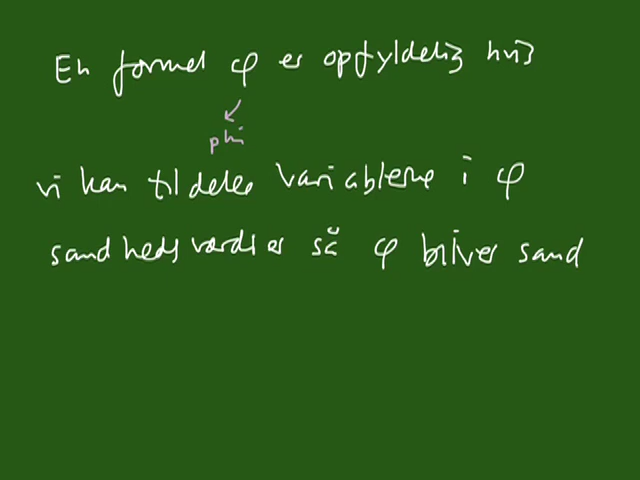 En formel φ er opfyldelig hvis
phi
vi kan tildele variablerne i φ
sandhedsværdier så φ bliver sand